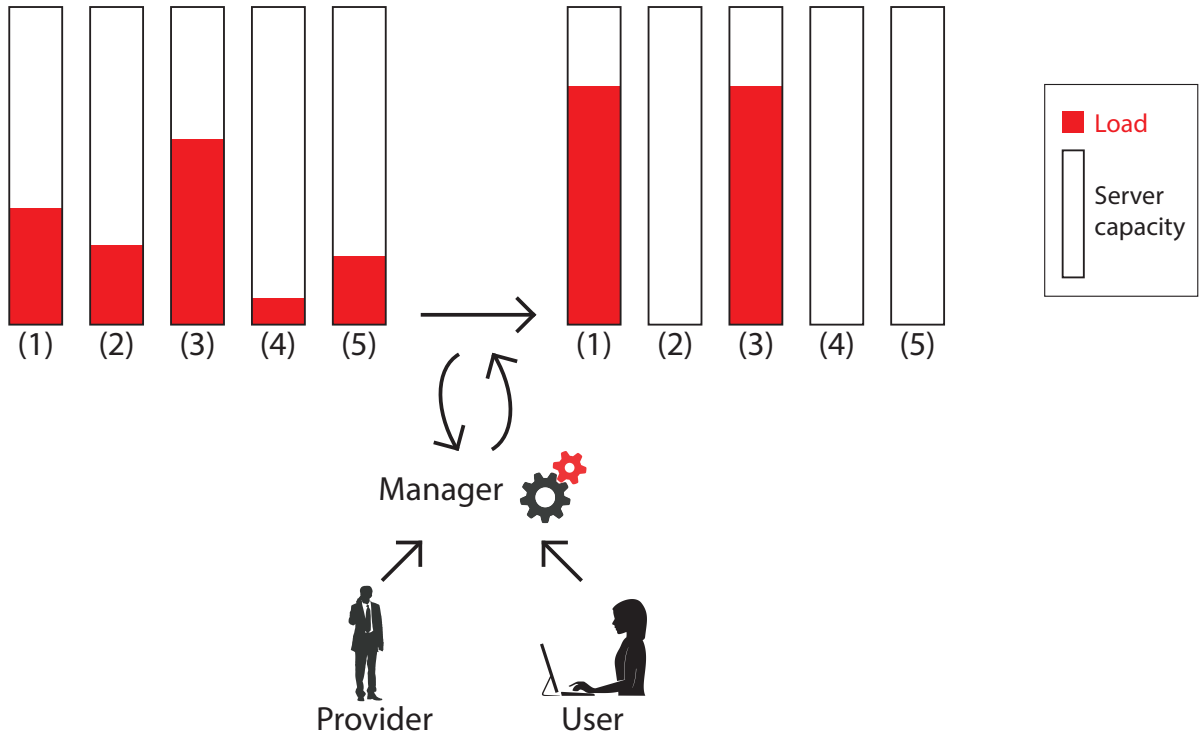 Load
Server
capacity
(1) (2) (3) (4) (5) (1) (2) (3) (4) (5)
Manager
Provider User